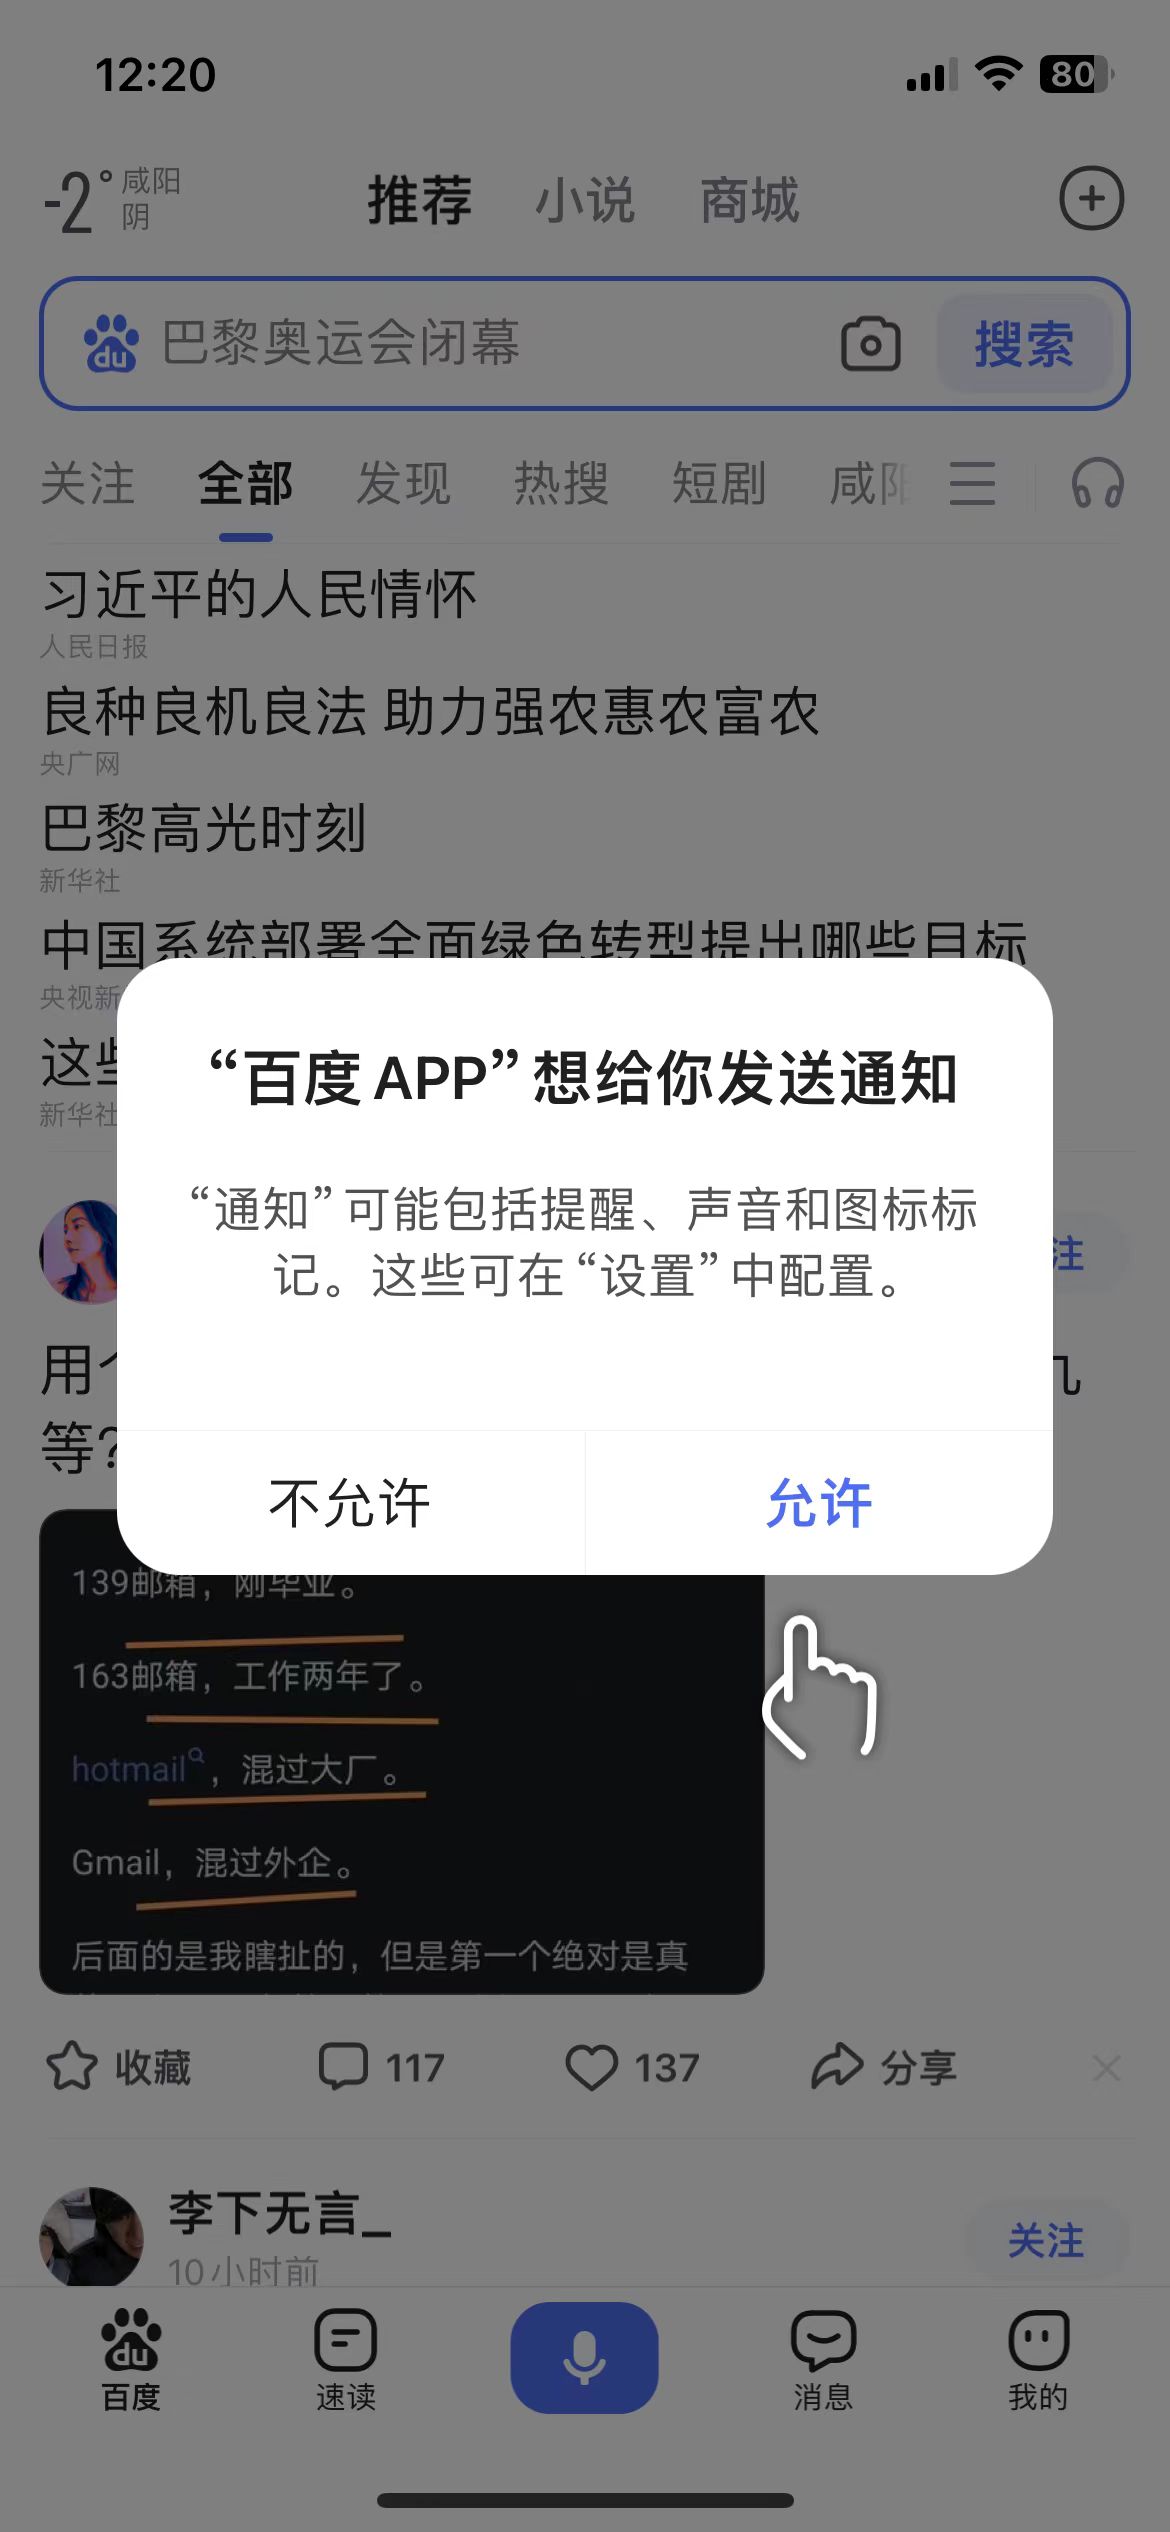 12:20
80
-2° 咸阳
阴
推荐 小说 商城
du 巴黎奥运会闭幕 搜索
关注 全部 发现 热搜 短剧 咸阳
习近平的人民情怀
人民日报
良种良机良法 助力强农惠农富农
央广网
巴黎高光时刻
新华社
中国系统部署全面绿色转型提出哪些目标
央视新
这些
新华社
“百度 APP” 想给你发送通知
“通知” 可能包括提醒、声音和图标标
记。这些可在 “设置” 中配置。
不允许 允许
注
用个 几
等?
139邮箱，刚毕业。
163邮箱，工作两年了。
hotmail，混过大厂。
Gmail，混过外企。
后面的是我瞎扯的，但是第一个绝对是真
收藏 117 137 分享
李下无言_
10小时前
关注
du
百度 速读 消息 我的